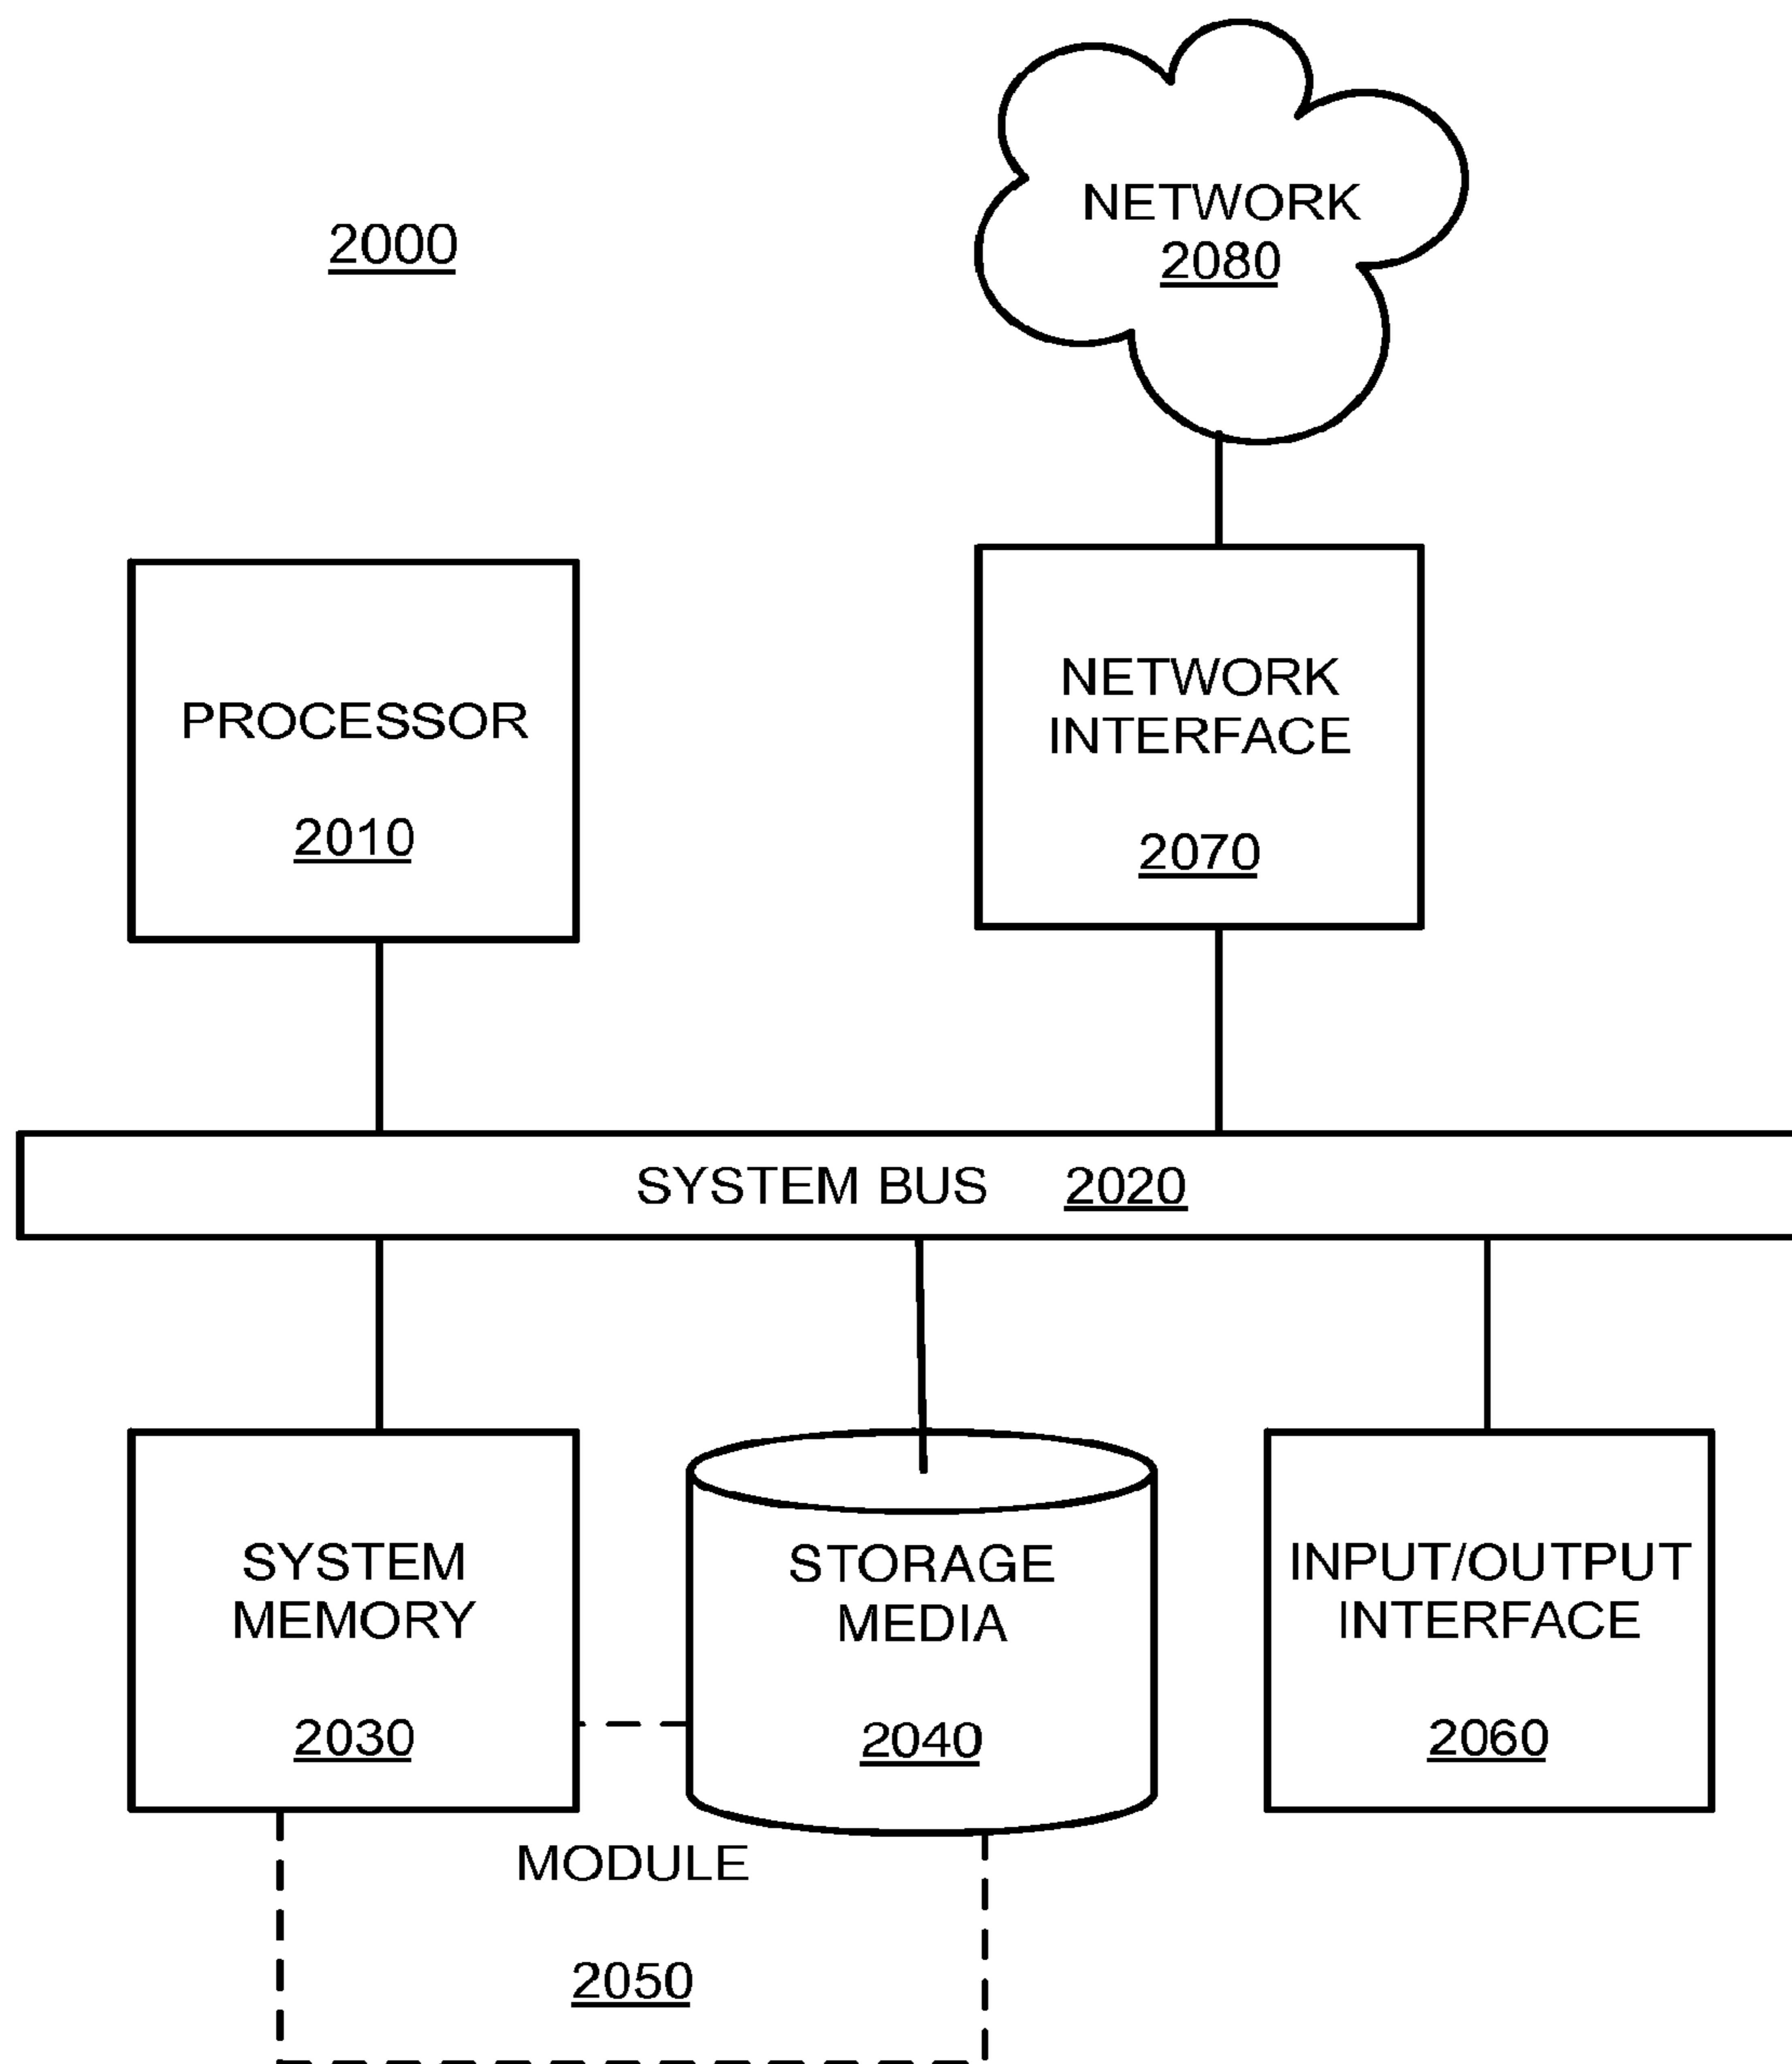 2000
NETWORK
2080
PROCESSOR
2010
NETWORK
INTERFACE
2070
SYSTEM BUS 2020
SYSTEM
MEMORY
2030
STORAGE
MEDIA
2040
INPUT/OUTPUT
INTERFACE
2060
MODULE
2050